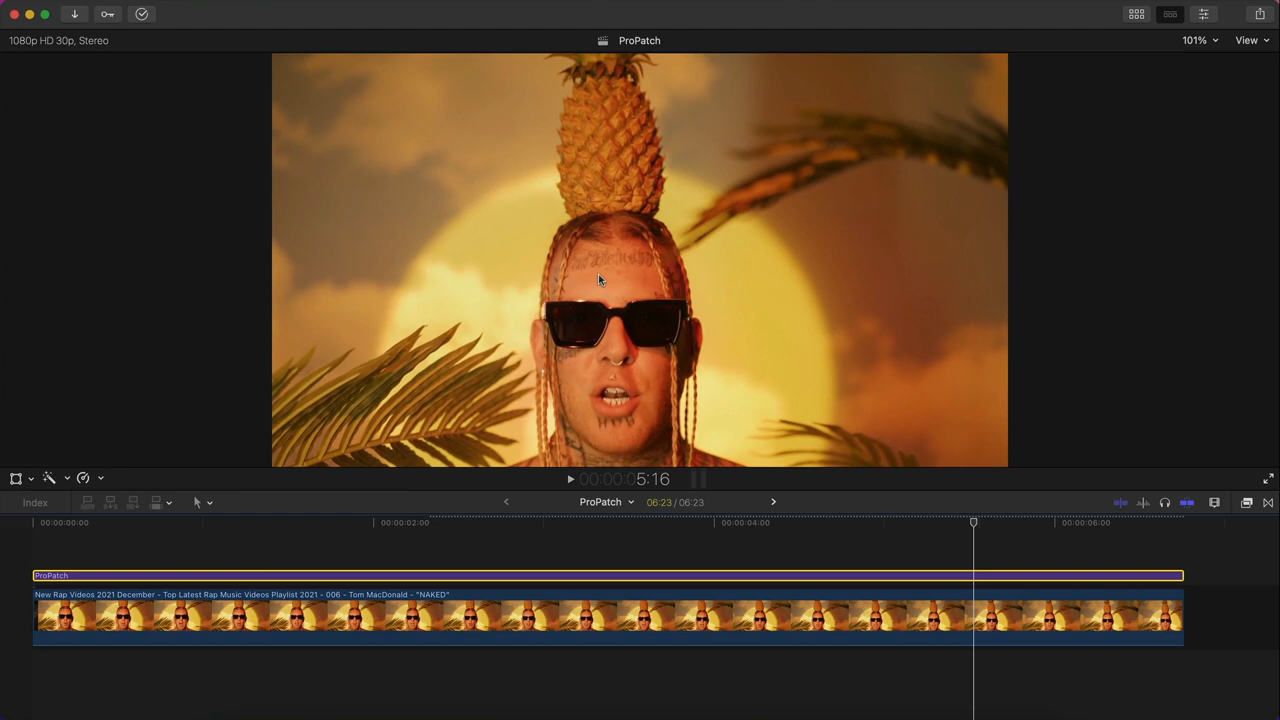 1080p HD 30p, Stereo
ProPatch
101%
View
00:00:05:16
Index
ProPatch
06:23 / 06:23
00:00:00:00
00:00:02:00
00:00:04:00
00:00:06:00
ProPatch
New Rap Videos 2021 December - Top Latest Rap Music Videos Playlist 2021 - 006 - Tom MacDonald - "NAKED"